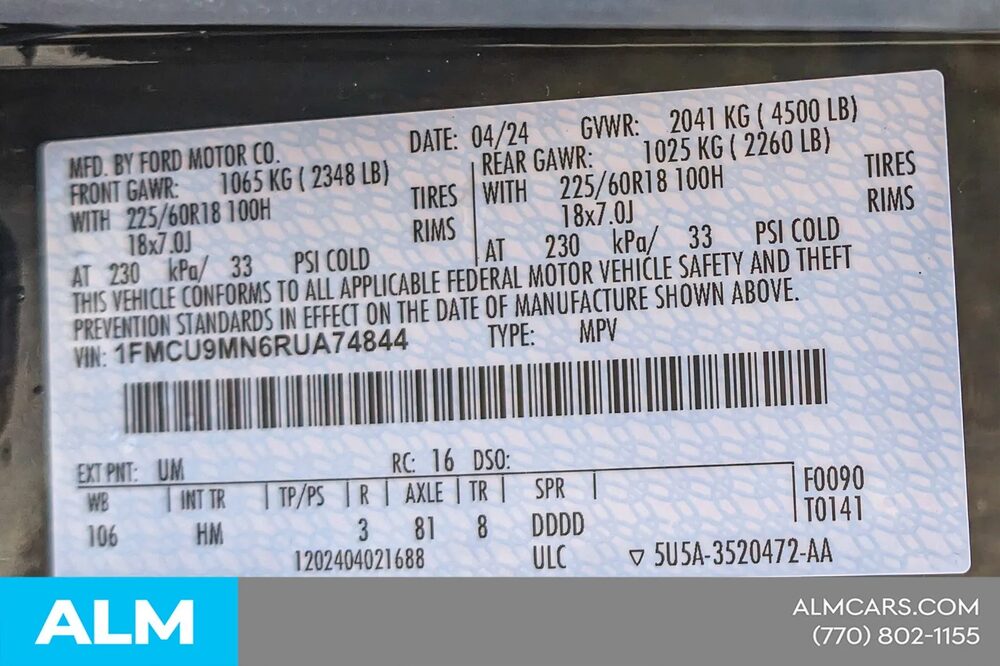 MFD. BY FORD MOTOR CO. DATE: 04/24 GVWR: 2041 KG ( 4500 LB)
FRONT GAWR: 1065 KG ( 2348 LB) REAR GAWR: 1025 KG ( 2260 LB)
WITH 225/60R18 100H TIRES WITH 225/60R18 100H TIRES
18x7.0J RIMS 18x7.0J RIMS
AT 230 kPa/ 33 PSI COLD AT 230 kPa/ 33 PSI COLD
THIS VEHICLE CONFORMS TO ALL APPLICABLE FEDERAL MOTOR VEHICLE SAFETY AND THEFT
PREVENTION STANDARDS IN EFFECT ON THE DATE OF MANUFACTURE SHOWN ABOVE.
VIN: 1FMCU9MN6RUA74844 TYPE: MPV
EXT PNT: UM RC: 16 DSO:
WB INT TR TP/PS R AXLE TR SPR F0090
106 HM 3 81 8 DDDD T0141
1202404021688 ULC ▽ 5U5A-3520472-AA
ALM
ALMCARS.COM
(770) 802-1155